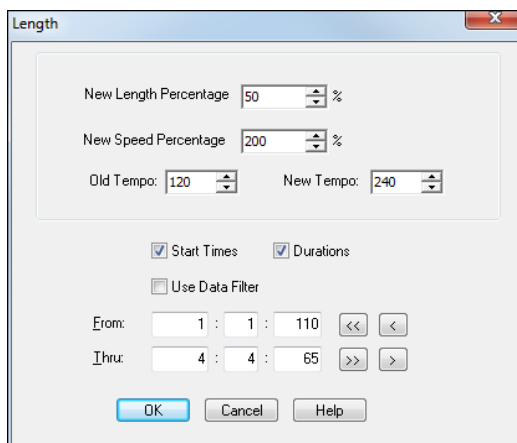 Length
New Length Percentage 50 %
New Speed Percentage 200 %
Old Tempo: 120 New Tempo: 240
Start Times Durations
Use Data Filter
From: 1 : 1 : 110 << <
Thru: 4 : 4 : 65 >> >
OK Cancel Help